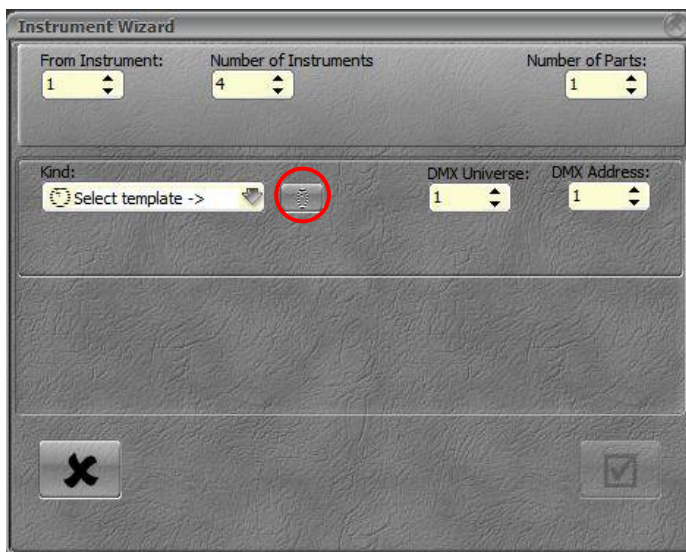 Instrument Wizard
From Instrument: Number of Instruments Number of Parts:
1 4 1
Kind: DMX Universe: DMX Address:
Select template -> 1 1